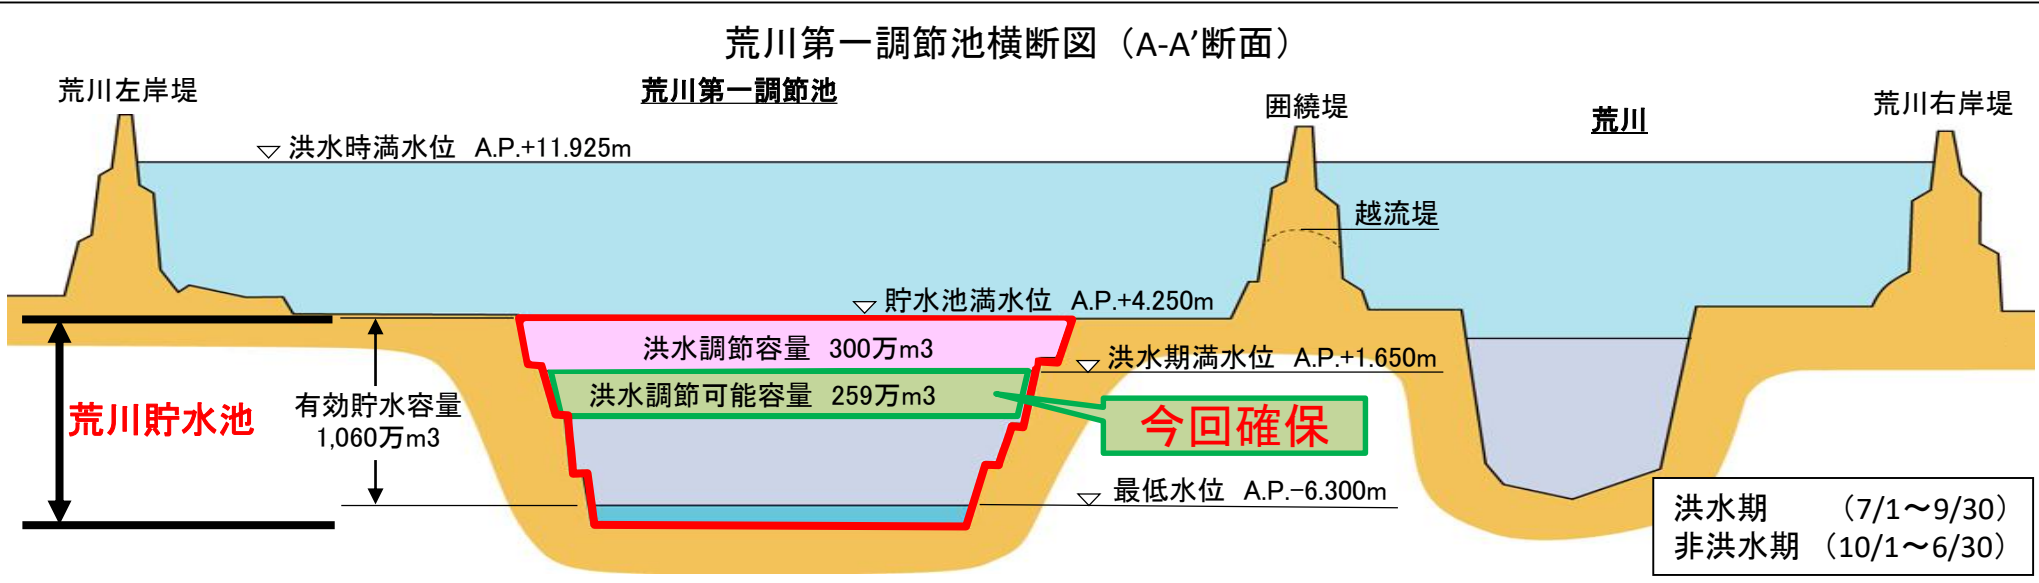 荒川第一調節池横断図（A-A'断面）
荒川左岸堤
荒川第一調節池
囲繞堤
荒川
荒川右岸堤
▽ 洪水時満水位 A.P.+11.925m
越流堤
▽ 貯水池満水位 A.P.+4.250m
洪水調節容量 300万m3
▽ 洪水期満水位 A.P.+1.650m
洪水調節可能容量 259万m3
今回確保
荒川貯水池
有効貯水容量
1,060万m3
▽ 最低水位 A.P.−6.300m
洪水期 （7/1～9/30）
非洪水期 （10/1～6/30）